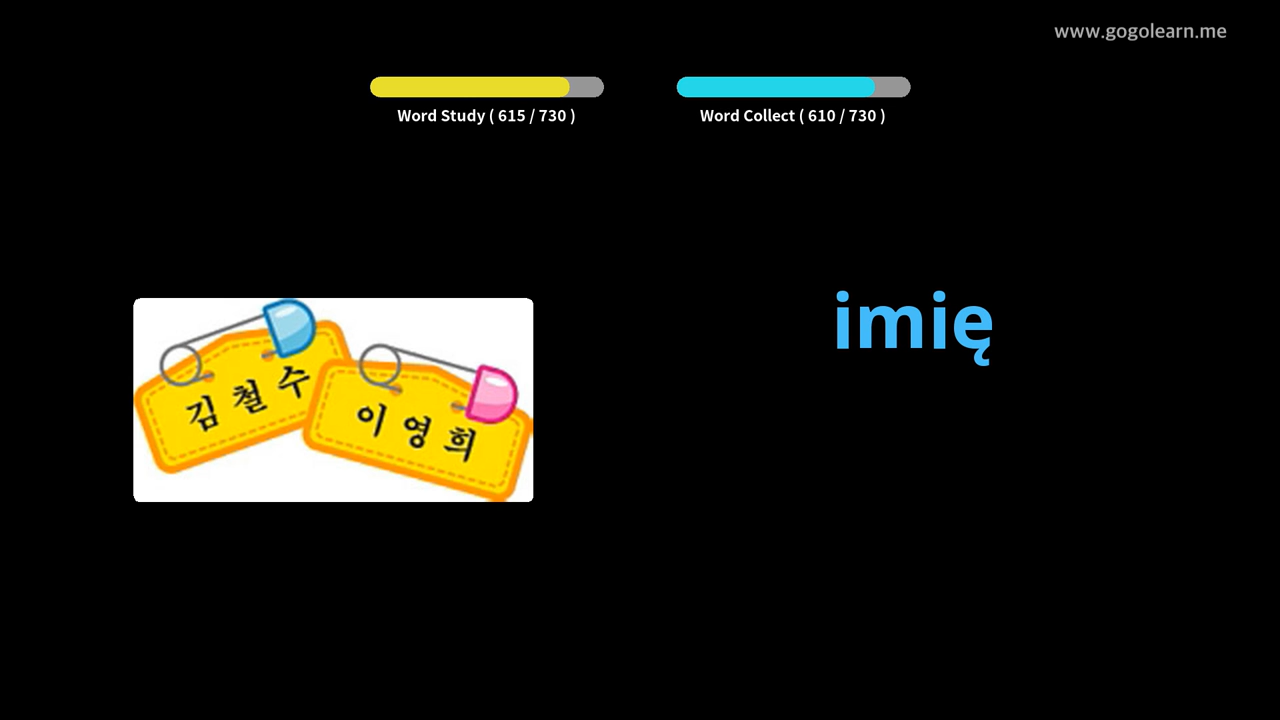 www.gogolearn.me
Word Study ( 615 / 730 )
Word Collect ( 610 / 730 )
김철수
이영희
imię